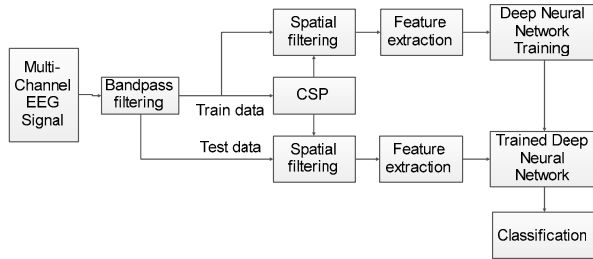 Multi-
Channel
EEG
Signal
Bandpass
filtering
Train data
Test data
Spatial
filtering
CSP
Spatial
filtering
Feature
extraction
Feature
extraction
Deep Neural
Network
Training
Trained Deep
Neural
Network
Classification